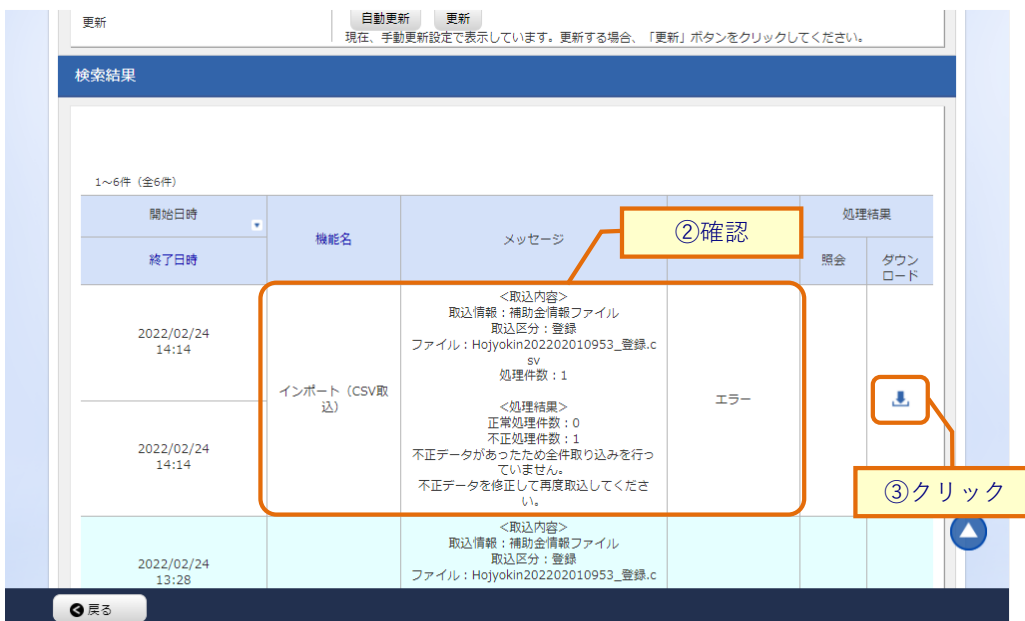 更新
自動更新
更新
現在、手動更新設定で表示しています。更新する場合、「更新」ボタンをクリックしてください。
検索結果
1～6件（全6件）
開始日時
終了日時
機能名
メッセージ
②確認
処理結果
照会
ダウン
ロード
2022/02/24
14:14
2022/02/24
14:14
インポート（CSV取
込）
＜取込内容＞
取込情報：補助金情報ファイル
取込区分：登録
ファイル：Hojyokin202202010953_登録.c
sv
処理件数：1
＜処理結果＞
正常処理件数：0
不正処理件数：1
不正データがあったため全件取り込みを行っ
ていません。
不正データを修正して再度取込してくださ
い。
エラー
③クリック
2022/02/24
13:28
＜取込内容＞
取込情報：補助金情報ファイル
取込区分：登録
ファイル：Hojyokin202202010953_登録.c
戻る